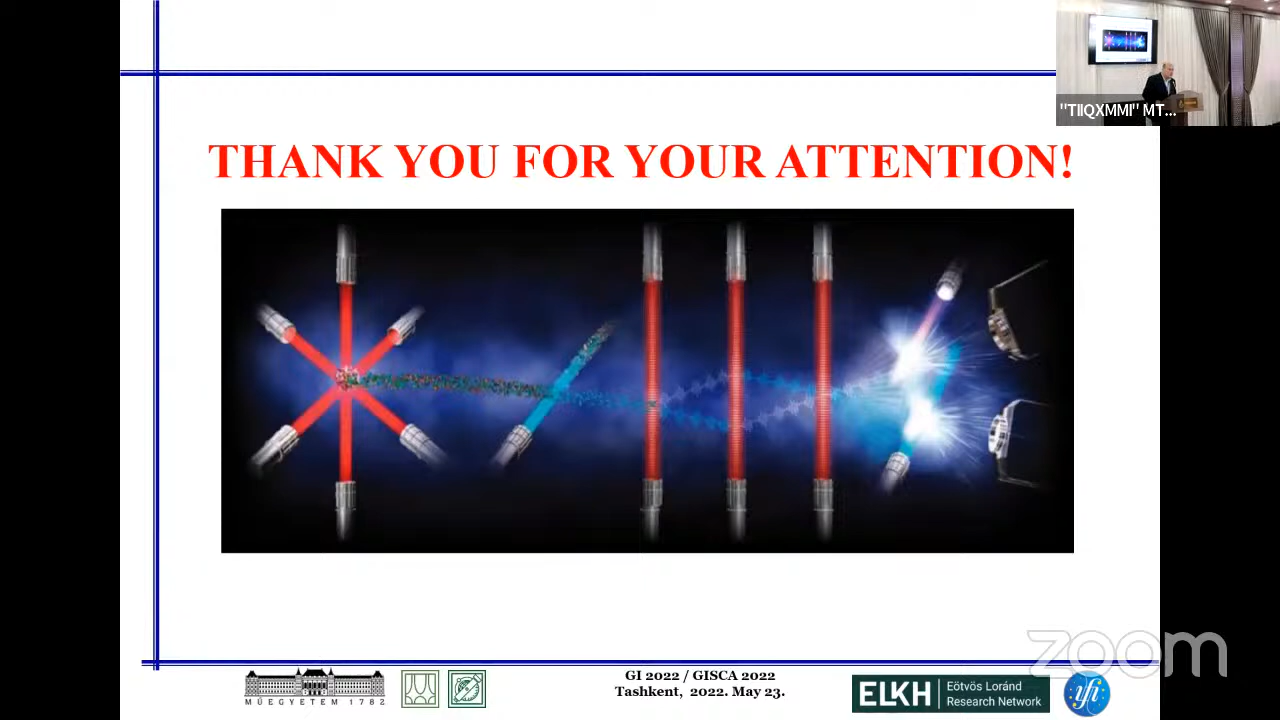 "TIIQXMMI" MT...
THANK YOU FOR YOUR ATTENTION!
zoom
MŰEGYETEM 1782
GI 2022 / GISCA 2022
Tashkent, 2022. May 23.
ELKH
Eötvös Loránd
Research Network